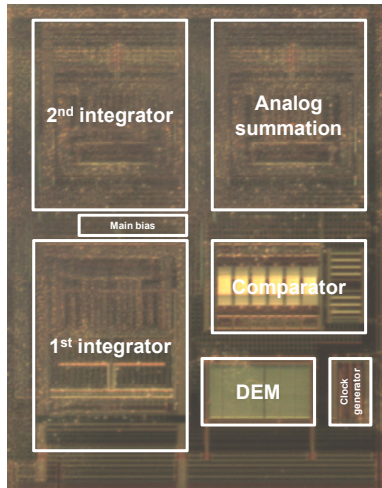 2nd integrator
Analog
summation
Main bias
1st integrator
Comparator
DEM
Clock
generator